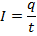 I = q/t